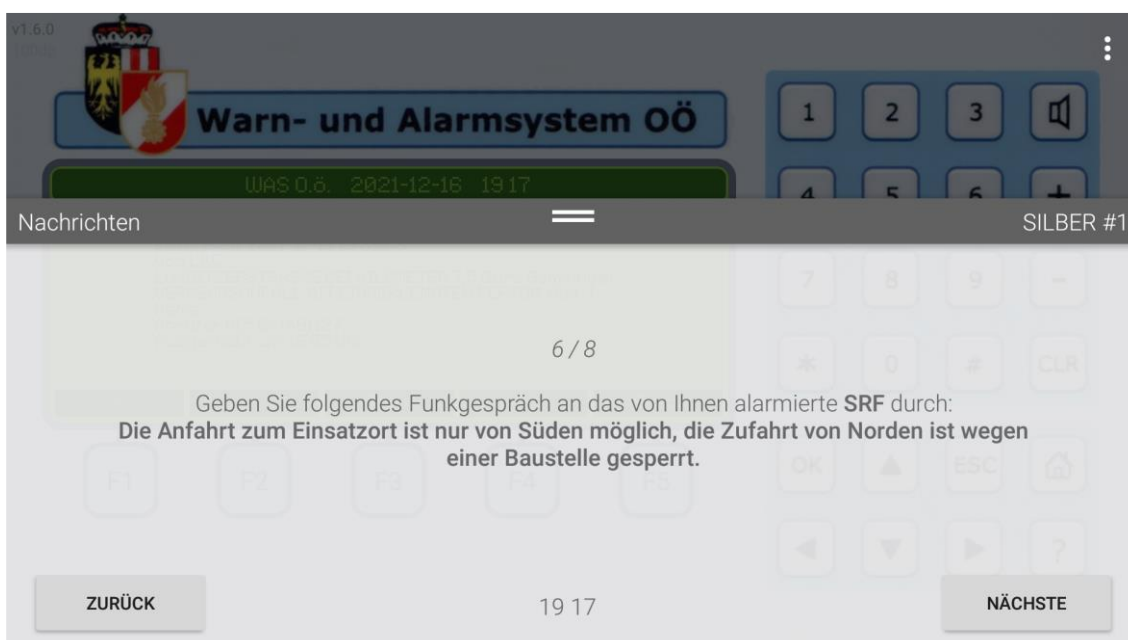 v1.6.0
Warn- und Alarmsystem OÖ
1 2 3
WAS O.ö. 2021-12-16 19 17
4 5 6 +
Nachrichten
SILBER #1
7 8 9 -
6 / 8
* 0 # CLR
Geben Sie folgendes Funkgespräch an das von Ihnen alarmierte SRF durch:
Die Anfahrt zum Einsatzort ist nur von Süden möglich, die Zufahrt von Norden ist wegen
einer Baustelle gesperrt.
F1 F2 F3 F4 F5
OK ESC
?
ZURÜCK
19 17
NÄCHSTE